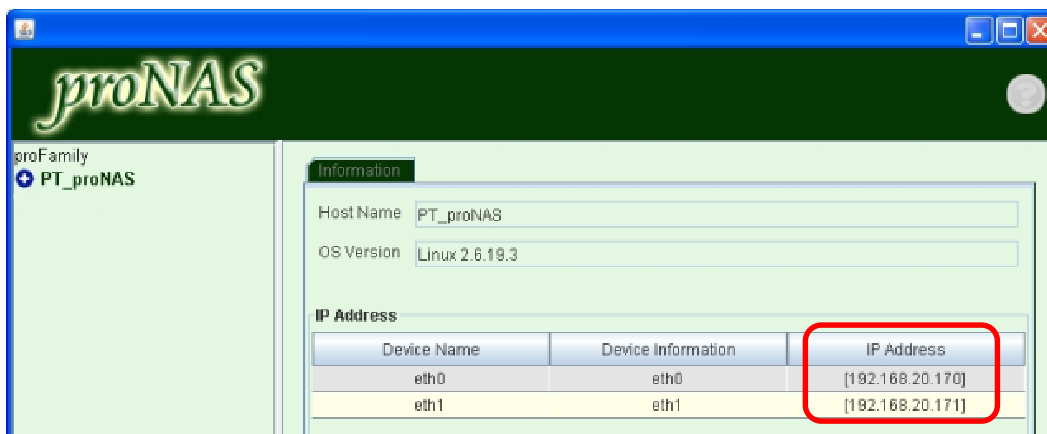 proNAS
proFamily
PT_proNAS
Information
Host Name PT_proNAS
OS Version Linux 2.6.19.3
IP Address
Device Name Device Information IP Address
eth0 eth0 [192.168.20.170]
eth1 eth1 [192.168.20.171]